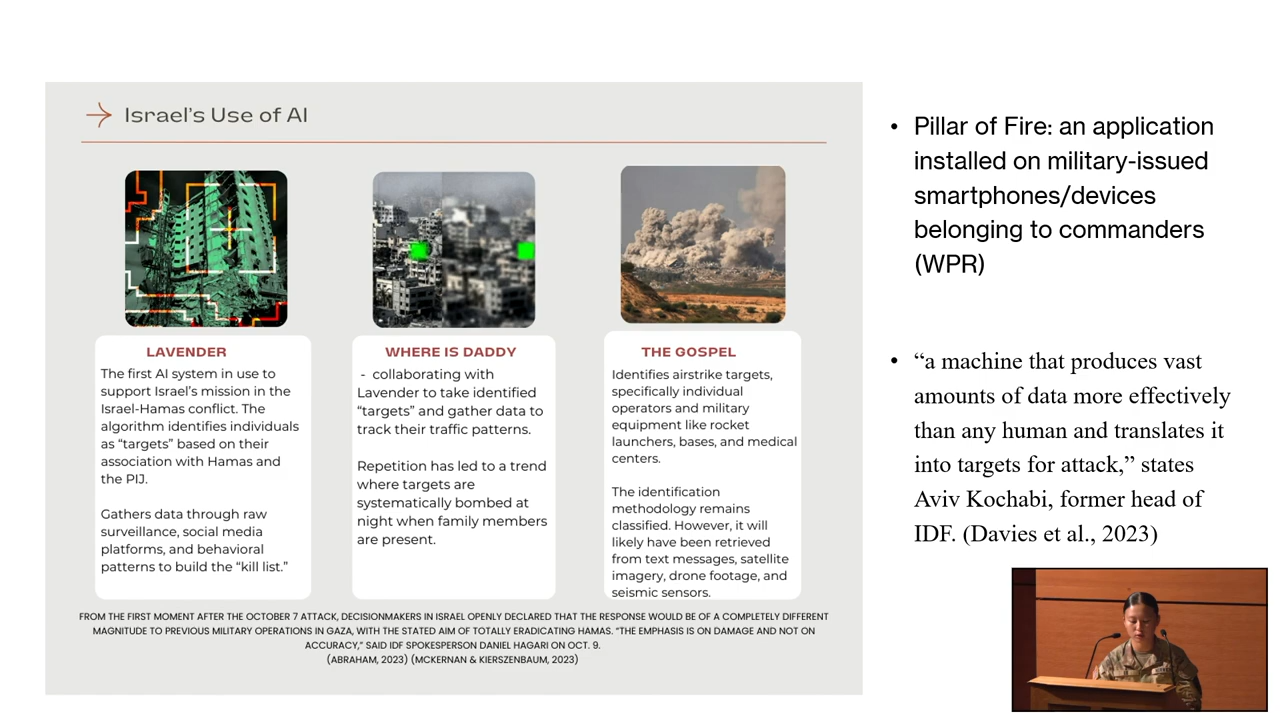 Israel's Use of AI
LAVENDER
The first AI system in use to
support Israel's mission in the
Israel-Hamas conflict. The
algorithm identifies individuals
as "targets" based on their
association with Hamas and
the PIJ.
Gathers data through raw
surveillance, social media
platforms, and behavioral
patterns to build the "kill list."
WHERE IS DADDY
- collaborating with
Lavender to take identified
"targets" and gather data to
track their traffic patterns.
Repetition has led to a trend
where targets are
systematically bombed at
night when family members
are present.
THE GOSPEL
Identifies airstrike targets,
specifically individual
operators and military
equipment like rocket
launchers, bases, and medical
centers.
The identification
methodology remains
classified. However, it will
likely have been retrieved
from text messages, satellite
imagery, drone footage, and
seismic sensors.
FROM THE FIRST MOMENT AFTER THE OCTOBER 7 ATTACK, DECISIONMAKERS IN ISRAEL OPENLY DECLARED THAT THE RESPONSE WOULD BE OF A COMPLETELY DIFFERENT
MAGNITUDE TO PREVIOUS MILITARY OPERATIONS IN GAZA, WITH THE STATED AIM OF TOTALLY ERADICATING HAMAS. "THE EMPHASIS IS ON DAMAGE AND NOT ON
ACCURACY," SAID IDF SPOKESPERSON DANIEL HAGARI ON OCT. 9.
(ABRAHAM, 2023) (MCKERNAN & KIERSZENBAUM, 2023)
• Pillar of Fire: an application
installed on military-issued
smartphones/devices
belonging to commanders
(WPR)
• "a machine that produces vast
amounts of data more effectively
than any human and translates it
into targets for attack," states
Aviv Kochabi, former head of
IDF. (Davies et al., 2023)